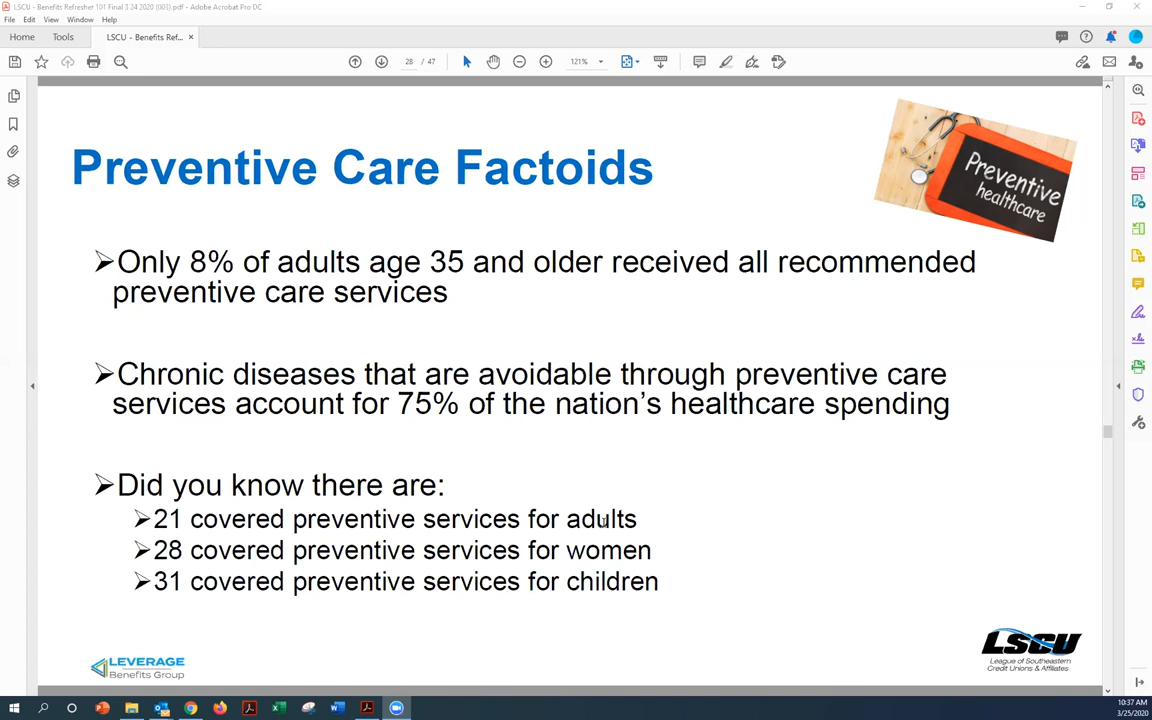 LSCU - Benefits Refresher 101 Final 3 24 2020 (003).pdf - Adobe Acrobat Pro DC
File Edit View Window Help
Home Tools LSCU - Benefits Ref... ×
28 / 47 121%
Preventive Care Factoids
Preventive
healthcare
➢Only 8% of adults age 35 and older received all recommended
preventive care services
➢Chronic diseases that are avoidable through preventive care
services account for 75% of the nation’s healthcare spending
➢Did you know there are:
➢21 covered preventive services for adults
➢28 covered preventive services for women
➢31 covered preventive services for children
LEVERAGE
Benefits Group
LSCU
League of Southeastern
Credit Unions & Affiliates
10:37 AM
3/25/2020